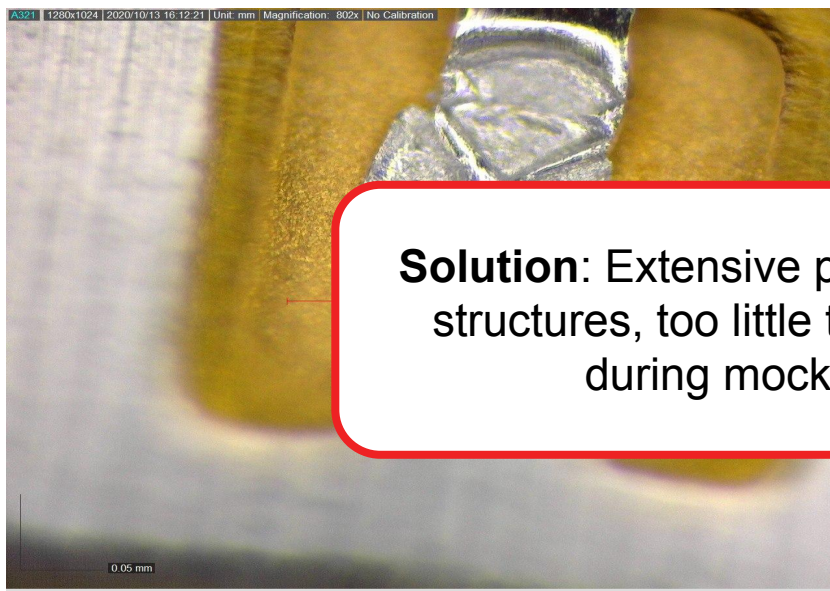 A321 1280x1024 2020/10/13 16:12:21 Unit: mm Magnification: 802x No Calibration
Solution: Extensive p
structures, too little t
during mock
0.05 mm